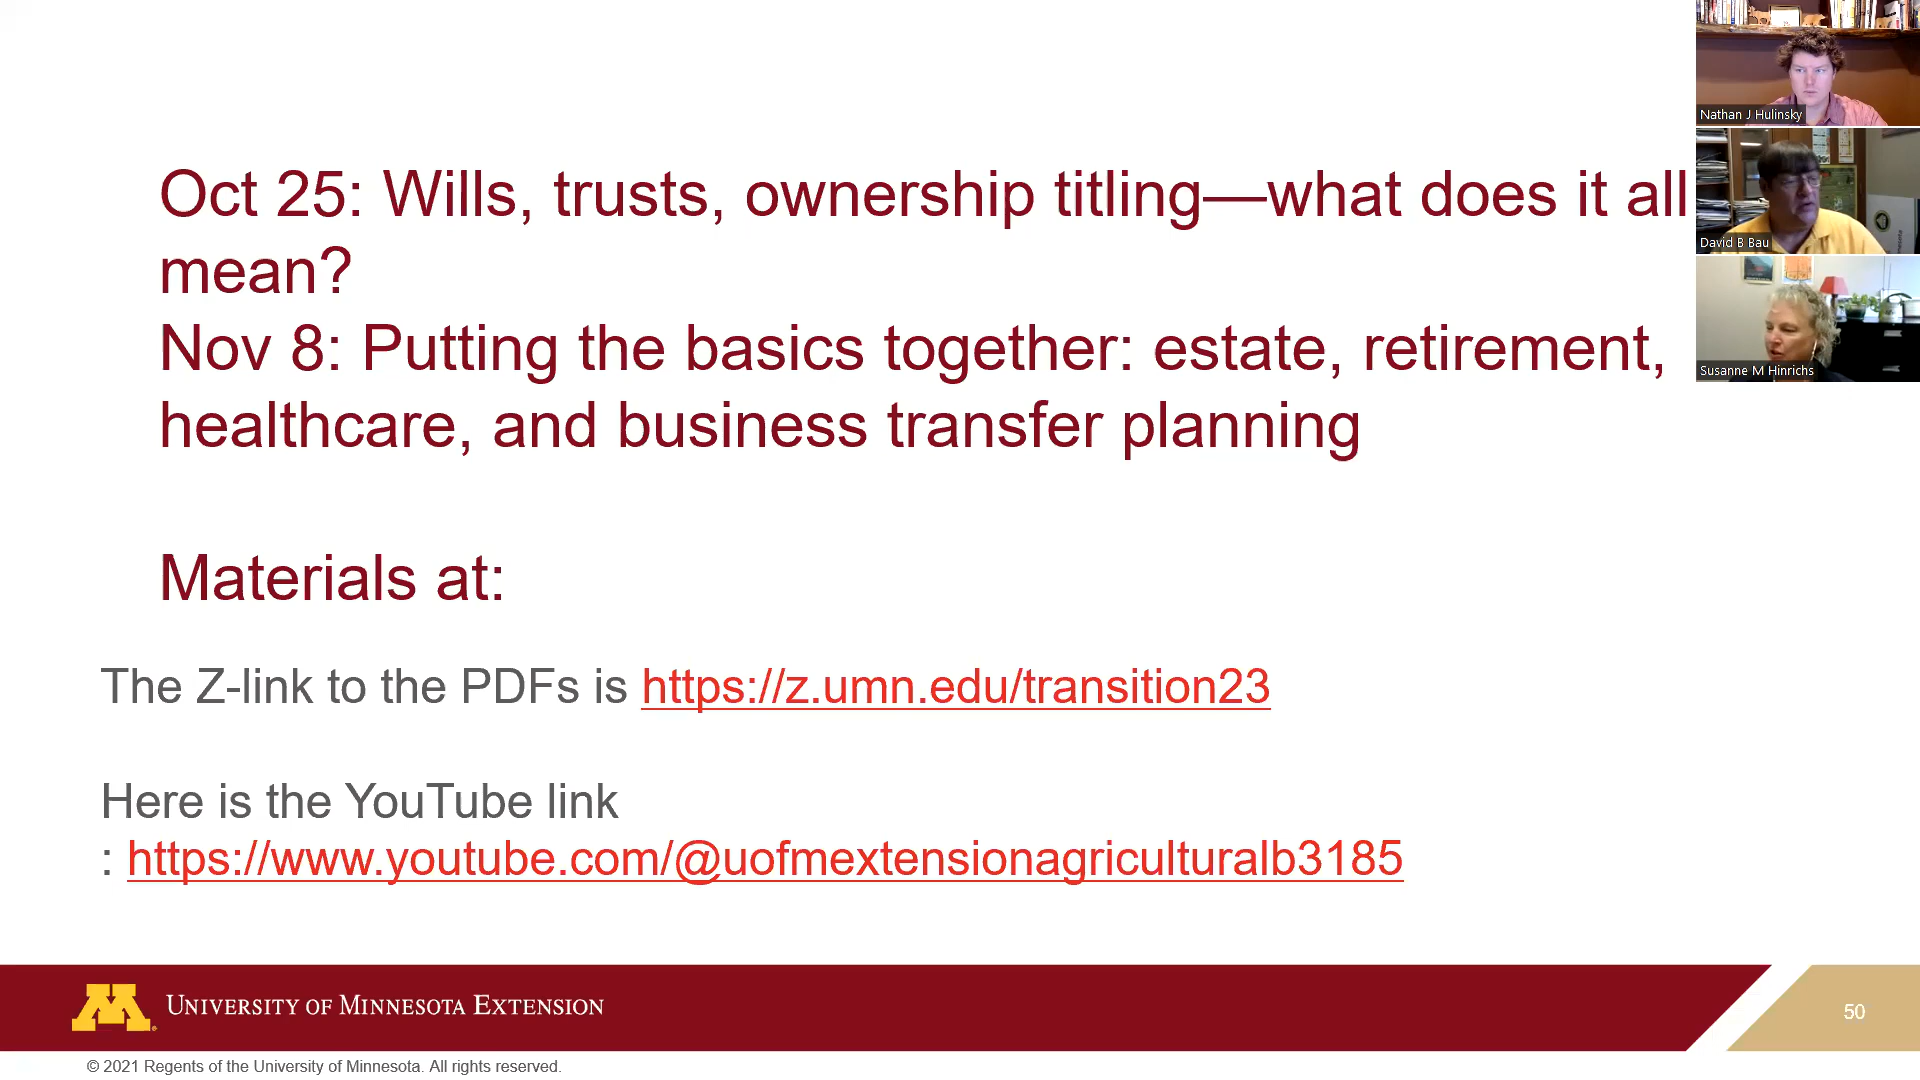 Oct 25: Wills, trusts, ownership titling—what does it all
mean?
Nov 8: Putting the basics together: estate, retirement,
healthcare, and business transfer planning
Materials at:
The Z-link to the PDFs is https://z.umn.edu/transition23
Here is the YouTube link
: https://www.youtube.com/@uofmextensionagriculturalb3185
Nathan J Hulinsky
David B Bau
Susanne M Hinrichs
M
UNIVERSITY OF MINNESOTA EXTENSION
50
© 2021 Regents of the University of Minnesota. All rights reserved.